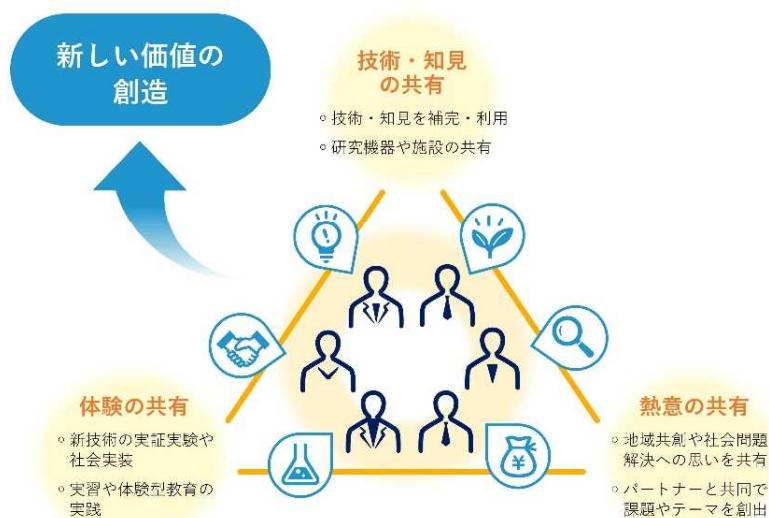 新しい価値の
創造
技術・知見
の共有
◦ 技術・知見を補完・利用
◦ 研究機器や施設の共有
体験の共有
◦ 新技術の実証実験や
社会実装
◦ 実習や体験型教育の
実践
¥
熱意の共有
◦ 地域共創や社会問題
解決への思いを共有
◦ パートナーと共同で
課題やテーマを創出